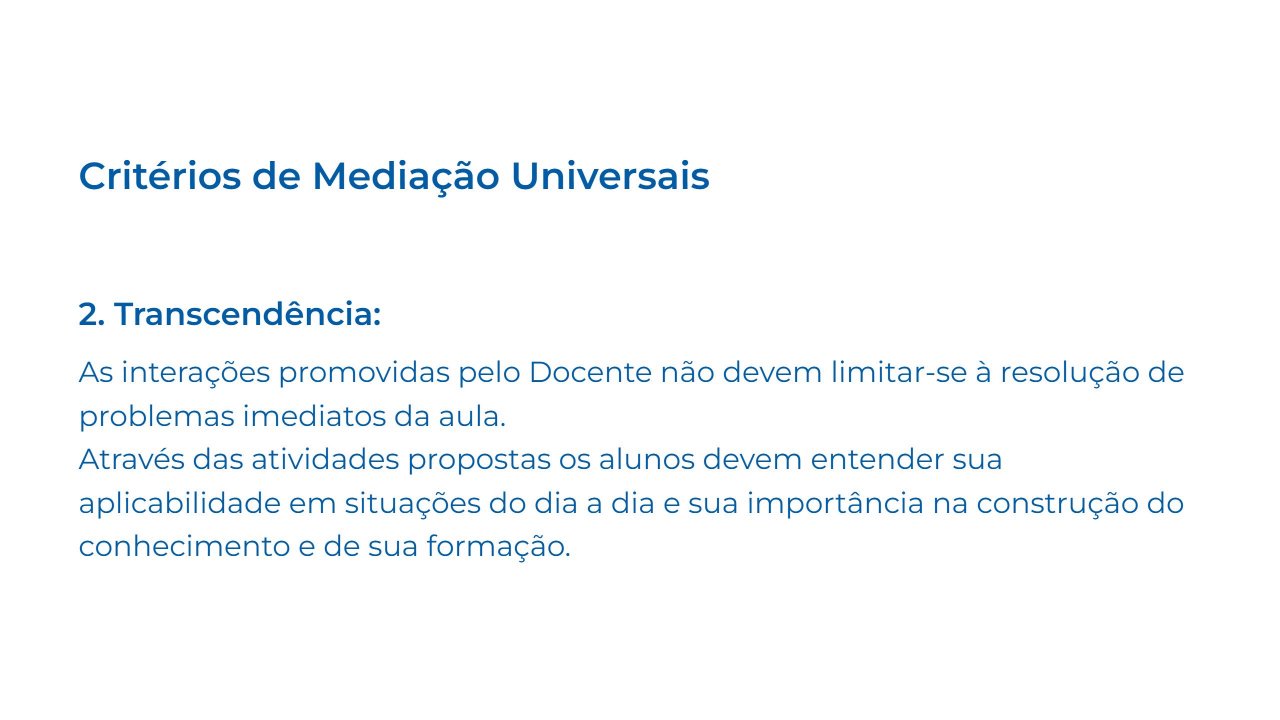 Critérios de Mediação Universais
2. Transcendência:
As interações promovidas pelo Docente não devem limitar-se à resolução de
problemas imediatos da aula.
Através das atividades propostas os alunos devem entender sua
aplicabilidade em situações do dia a dia e sua importância na construção do
conhecimento e de sua formação.